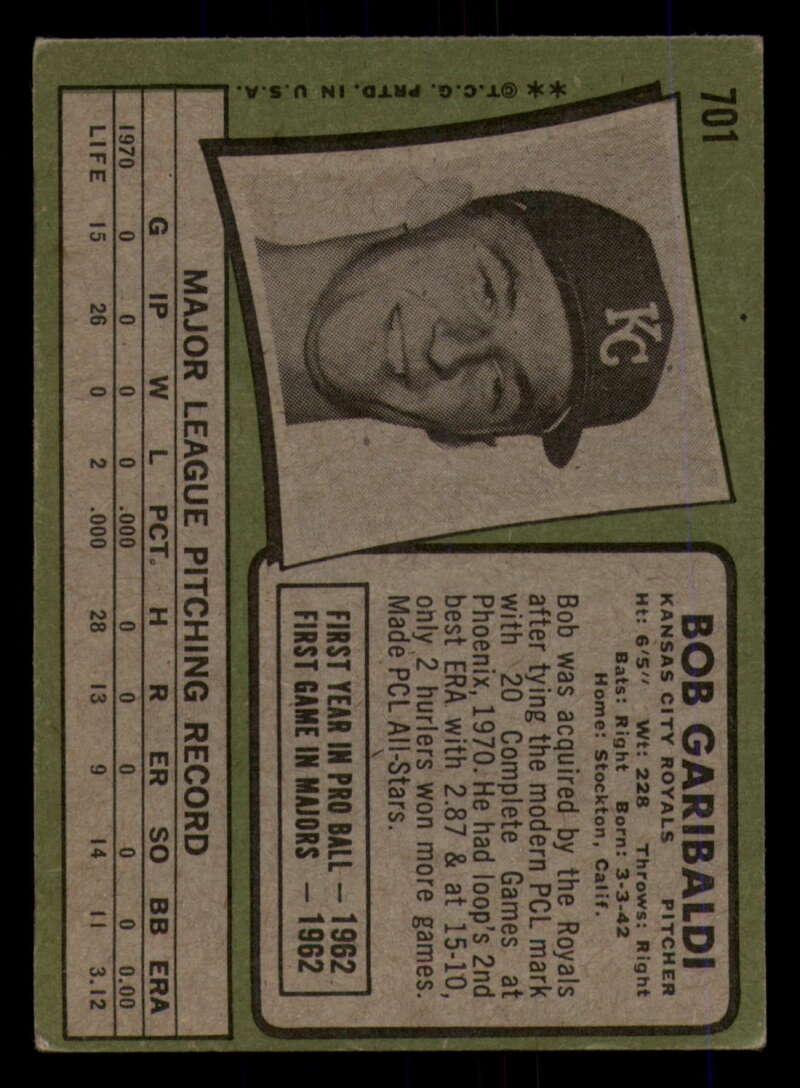 701
** ©T.C.G. PRTD. IN U.S.A.
KC
BOB GARIBALDI
KANSAS CITY ROYALS PITCHER
Ht: 6'5" Wt: 228 Throws: Right
Bats: Right Born: 3-3-42
Home: Stockton, Calif.
Bob was acquired by the Royals
after tying the modern PCL mark
with 20 Complete Games at
Phoenix, 1970. He had loop's 2nd
best ERA with 2.87 & at 15-10,
only 2 hurlers won more games.
Made PCL All-Stars.
FIRST YEAR IN PRO BALL — 1962
FIRST GAME IN MAJORS — 1962
MAJOR LEAGUE PITCHING RECORD
G IP W L PCT. H R ER SO BB ERA
1970 0 0 0 0 .000 0 0 0 0 0 0.00
LIFE 15 26 0 2 .000 28 13 9 14 11 3.12